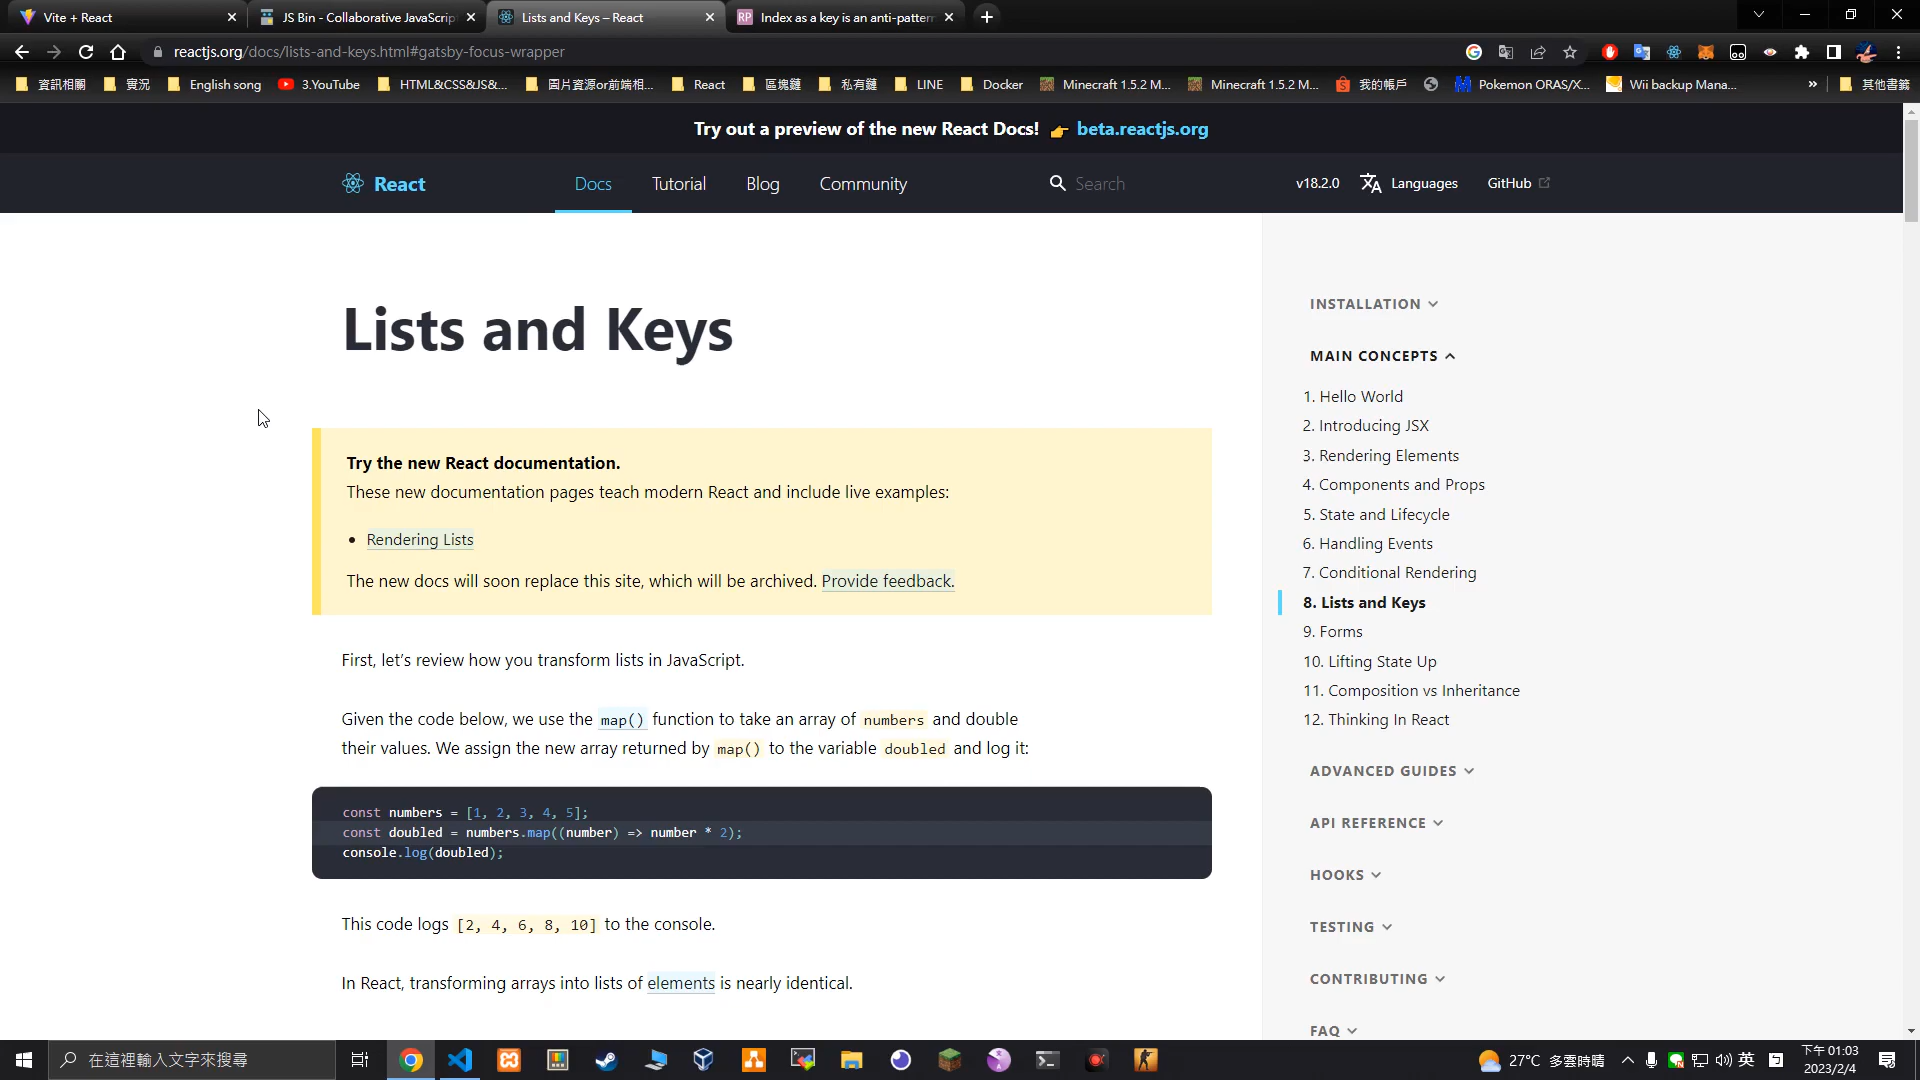 Vite + React
JS Bin - Collaborative JavaScrip
Lists and Keys – React
Index as a key is an anti-patter
reactjs.org/docs/lists-and-keys.html#gatsby-focus-wrapper
資訊相關
實況
English song
3.YouTube
HTML&CSS&JS&...
圖片資源or前端相...
React
區塊鏈
私有鏈
LINE
Docker
Minecraft 1.5.2 M...
Minecraft 1.5.2 M...
我的帳戶
Pokemon ORAS/X...
Wii backup Mana...
»
其他書籤
Try out a preview of the new React Docs! 👉 beta.reactjs.org
React
Docs
Tutorial
Blog
Community
Search
v18.2.0
Languages
GitHub
Lists and Keys
Try the new React documentation.
These new documentation pages teach modern React and include live examples:
• Rendering Lists
The new docs will soon replace this site, which will be archived. Provide feedback.
First, let’s review how you transform lists in JavaScript.
Given the code below, we use the map() function to take an array of numbers and double
their values. We assign the new array returned by map() to the variable doubled and log it:
const numbers = [1, 2, 3, 4, 5];
const doubled = numbers.map((number) => number * 2);
console.log(doubled);
This code logs [2, 4, 6, 8, 10] to the console.
In React, transforming arrays into lists of elements is nearly identical.
INSTALLATION
MAIN CONCEPTS
1. Hello World
2. Introducing JSX
3. Rendering Elements
4. Components and Props
5. State and Lifecycle
6. Handling Events
7. Conditional Rendering
8. Lists and Keys
9. Forms
10. Lifting State Up
11. Composition vs Inheritance
12. Thinking In React
ADVANCED GUIDES
API REFERENCE
HOOKS
TESTING
CONTRIBUTING
FAQ
在這裡輸入文字來搜尋
27°C 多雲時晴
英
下午 01:03
2023/2/4